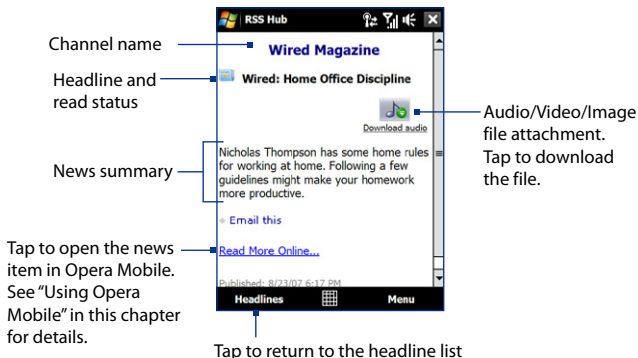 RSS Hub
Channel name
Wired Magazine
Headline and
read status
Wired: Home Office Discipline
Download audio
Audio/Video/Image
file attachment.
Tap to download
the file.
News summary
Nicholas Thompson has some home rules
for working at home. Following a few
guidelines might make your homework
more productive.
Email this
Tap to open the news
item in Opera Mobile.
See “Using Opera
Mobile” in this chapter
for details.
Read More Online...
Published: 8/23/07 6:17 PM
Headlines
Menu
Tap to return to the headline list